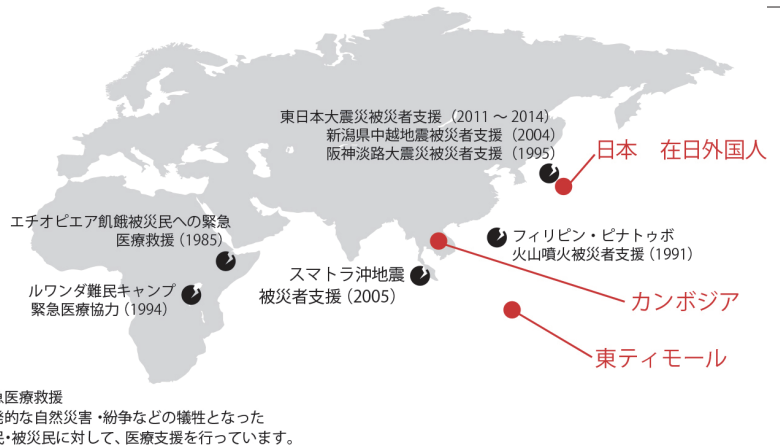 東日本大震災被災者支援（2011 ～ 2014）
新潟県中越地震被災者支援（2004）
阪神淡路大震災被災者支援（1995）
日本　在日外国人
エチオピエア飢餓被災民への緊急
医療救援（1985）
フィリピン・ピナトゥボ
火山噴火被災者支援（1991）
スマトラ沖地震
被災者支援（2005）
ルワンダ難民キャンプ
緊急医療協力（1994）
カンボジア
東ティモール
急医療救援
発的な自然災害・紛争などの犠牲となった
民・被災民に対して、医療支援を行っています。